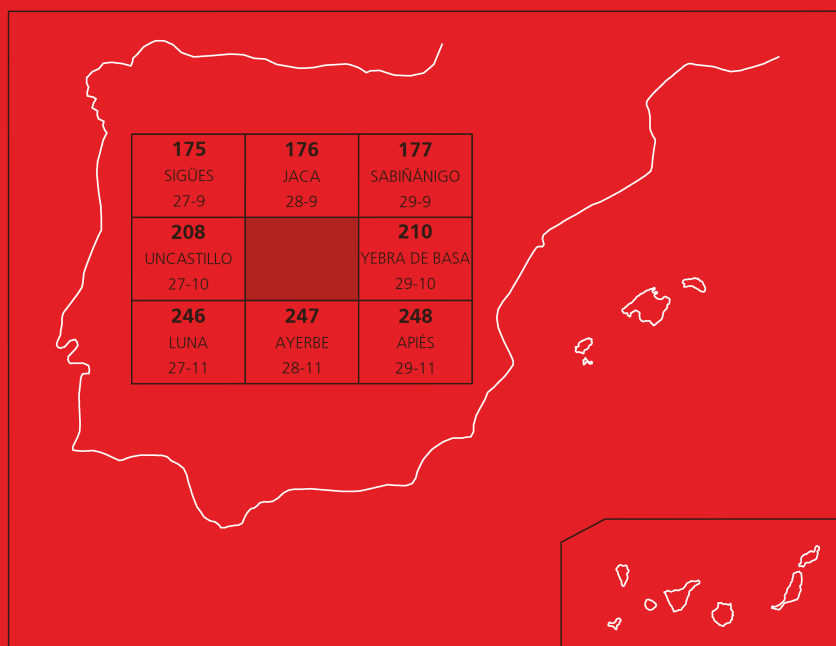 175 176 177
SIGÜES JACA SABIÑÁNIGO
27-9 28-9 29-9
208 210
UNCASTILLO YEBRA DE BASA
27-10 29-10
246 247 248
LUNA AYERBE APIÉS
27-11 28-11 29-11